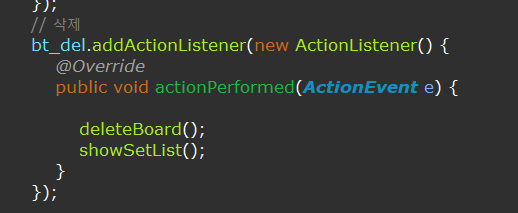 });
// 삭제
bt_del.addActionListener(new ActionListener() {
@Override
public void actionPerformed(ActionEvent e) {
deleteBoard();
showSetList();
}
});